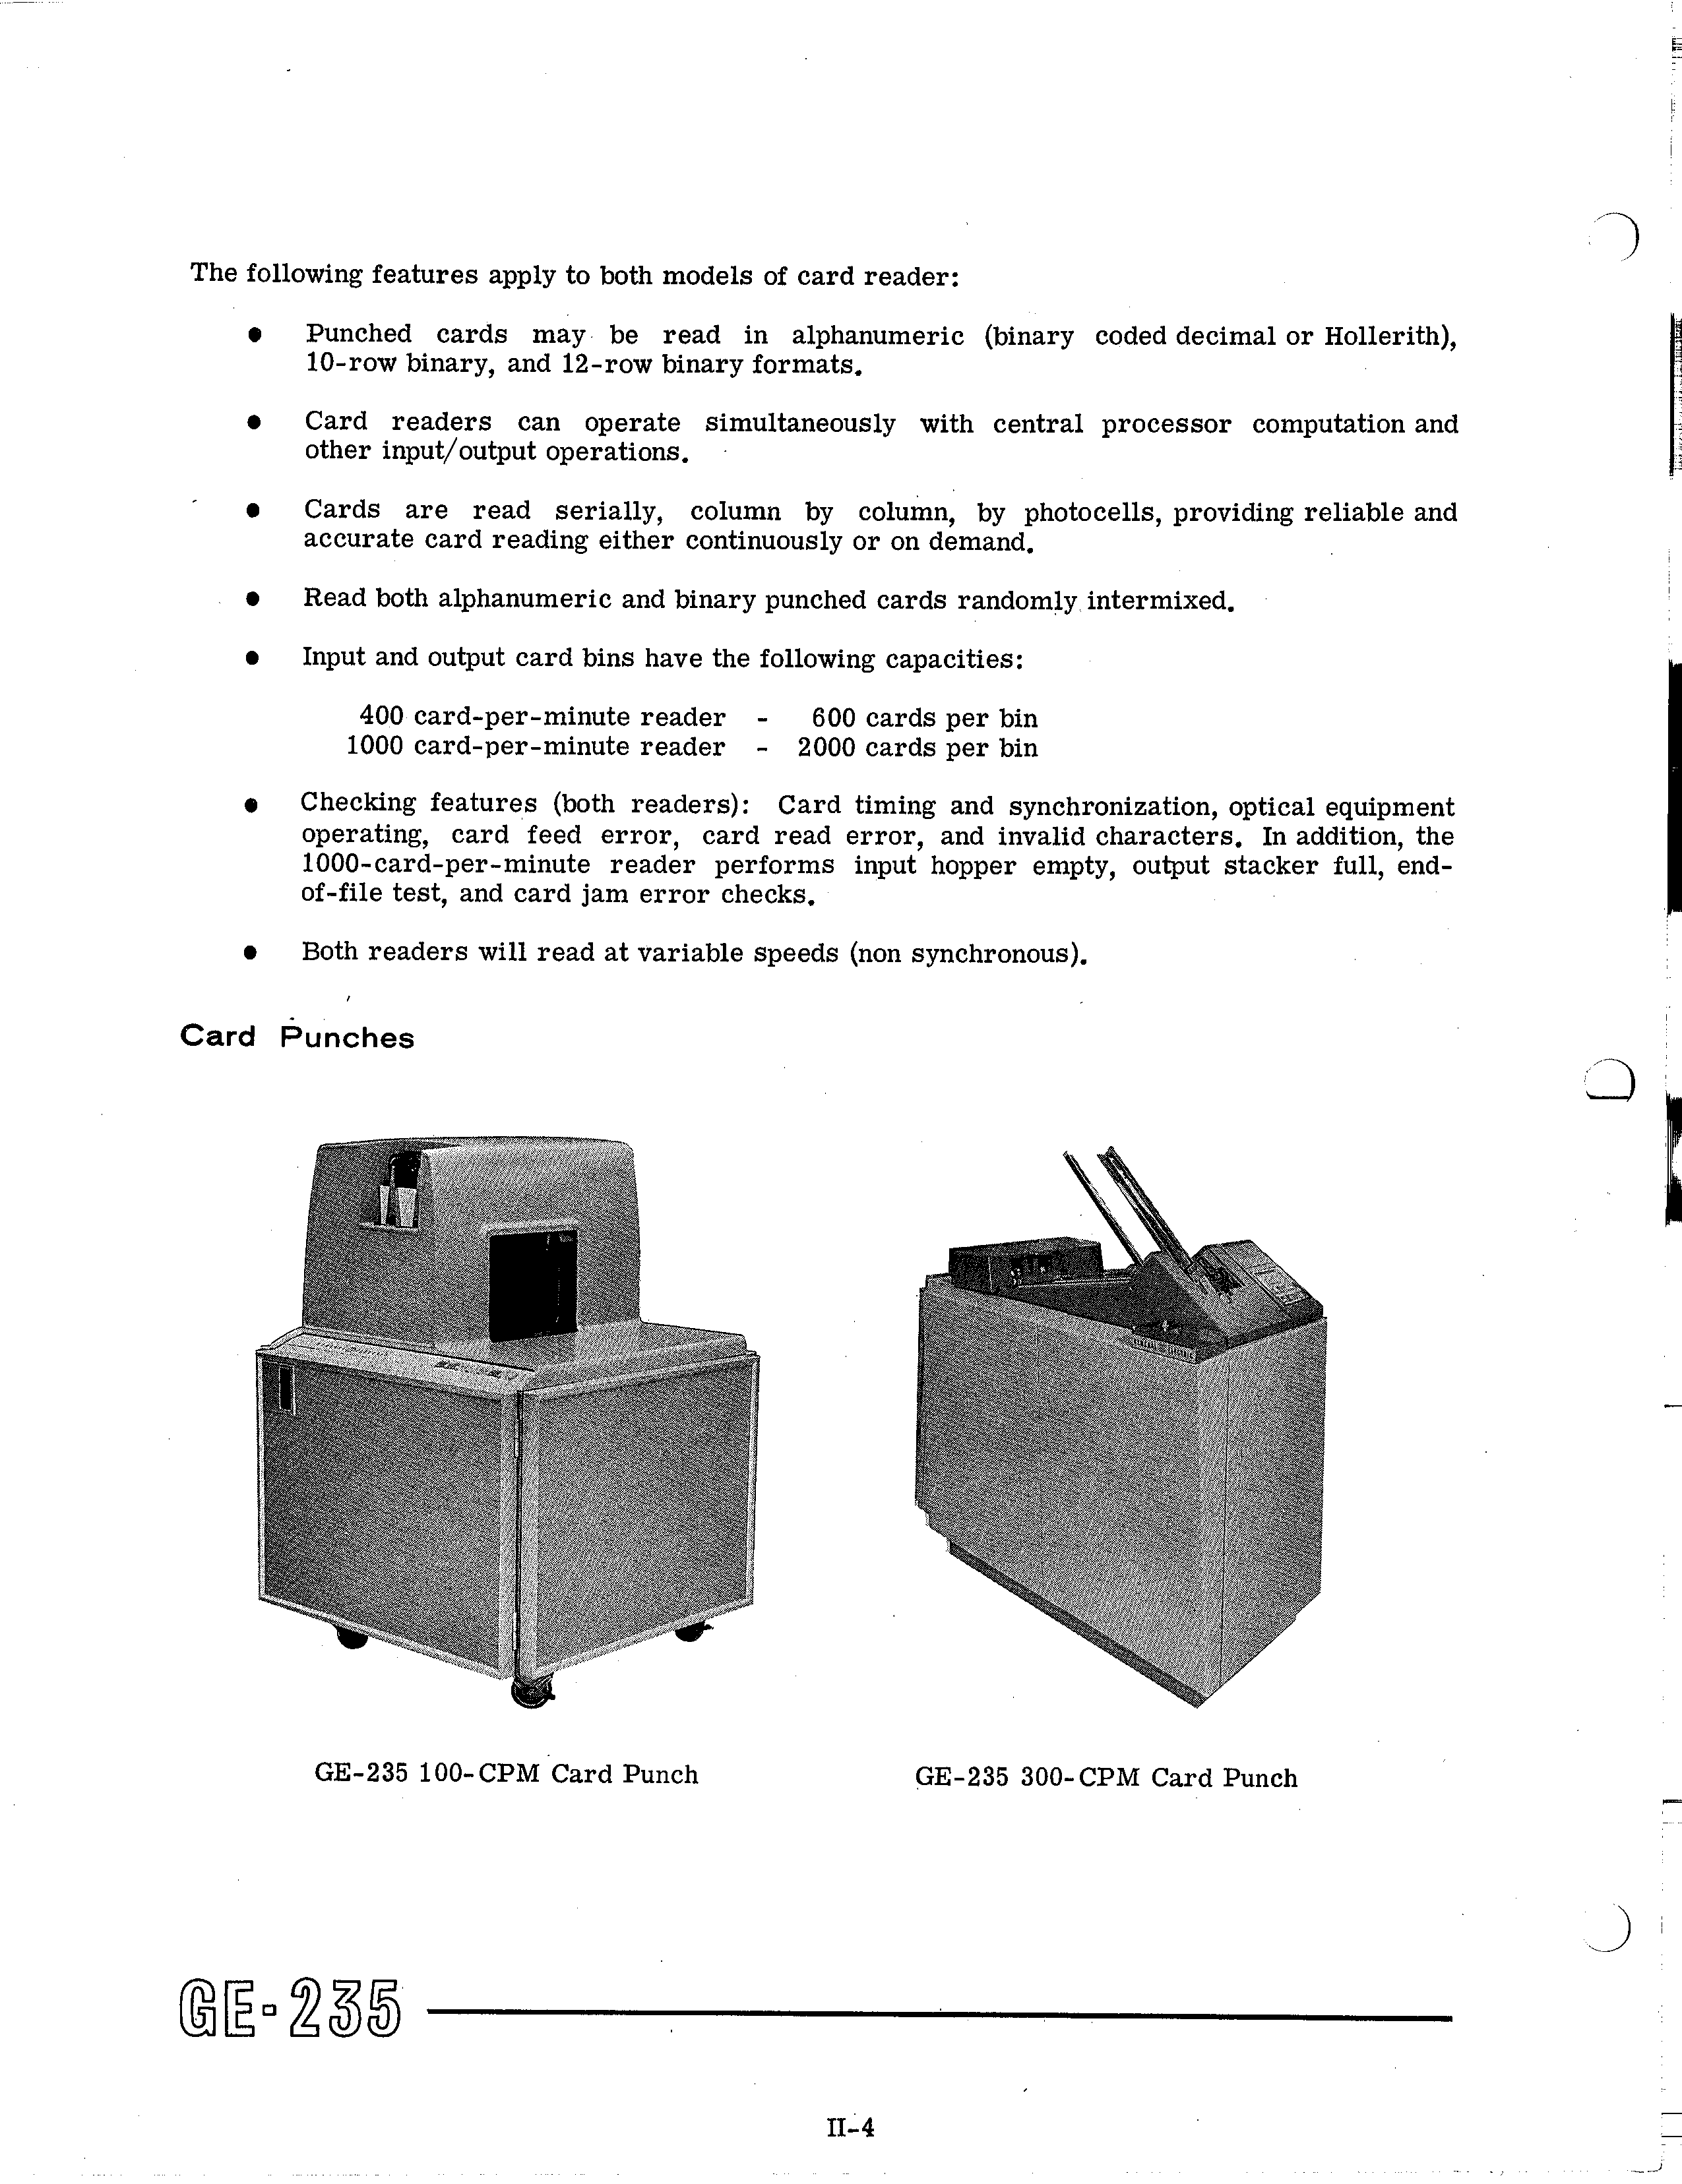 The following features apply to both models of card reader:
● Punched cards may be read in alphanumeric (binary coded decimal or Hollerith),
10-row binary, and 12-row binary formats.
● Card readers can operate simultaneously with central processor computation and
other input/output operations.
● Cards are read serially, column by column, by photocells, providing reliable and
accurate card reading either continuously or on demand.
● Read both alphanumeric and binary punched cards randomly intermixed.
● Input and output card bins have the following capacities:
400 card-per-minute reader - 600 cards per bin
1000 card-per-minute reader - 2000 cards per bin
● Checking features (both readers): Card timing and synchronization, optical equipment
operating, card feed error, card read error, and invalid characters. In addition, the
1000-card-per-minute reader performs input hopper empty, output stacker full, end-
of-file test, and card jam error checks.
● Both readers will read at variable speeds (non synchronous).
Card Punches
GE-235 100-CPM Card Punch
GE-235 300-CPM Card Punch
GE-235
II-4